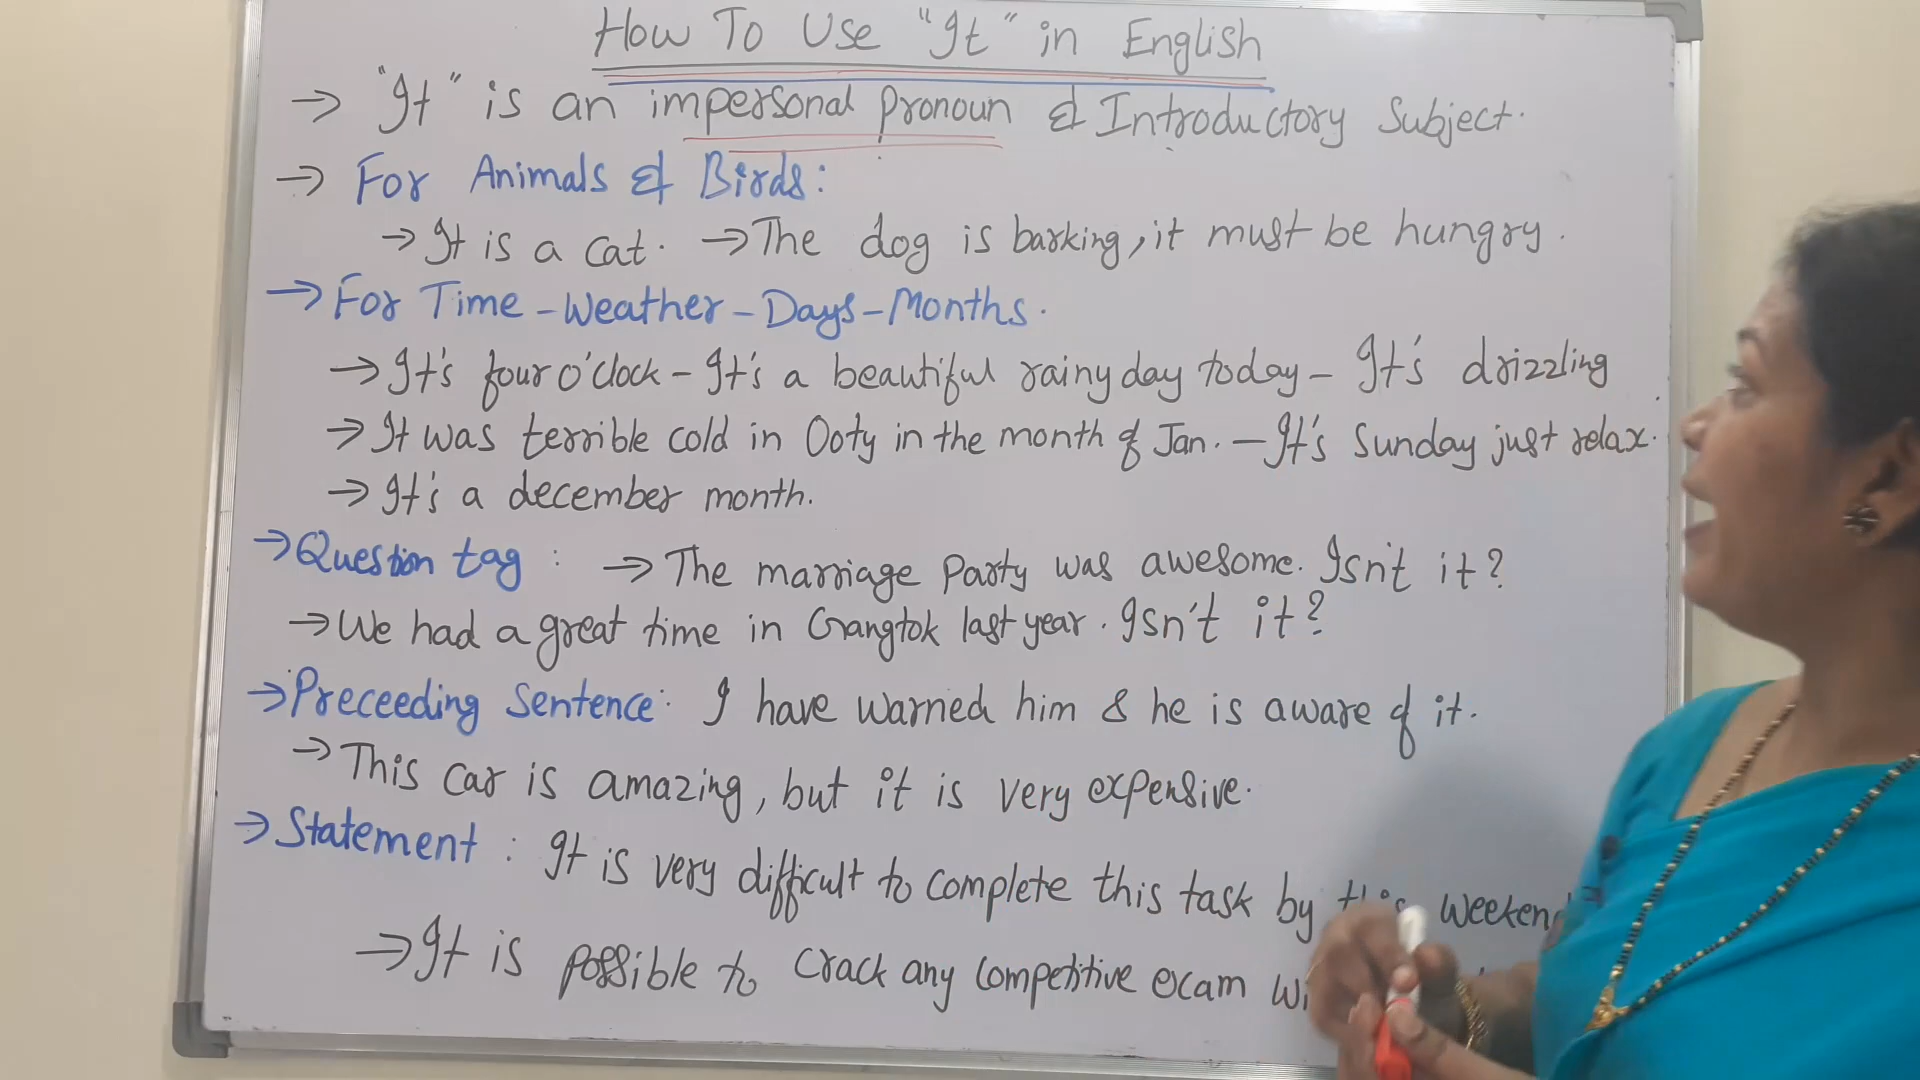 How To Use "It" in English
→ "It" is an impersonal pronoun & Introductory Subject.
→ For Animals & Birds:
→ It is a cat. → The dog is barking, it must be hungry.
→ For Time - Weather - Days - Months.
→ It's four o'clock - It's a beautiful rainy day today - It's drizzling
→ It was terrible cold in Ooty in the month of Jan. - It's Sunday just relax.
→ It's a december month.
→ Question tag : → The marriage Party was awesome. Isn't it?
→ We had a great time in Gangtok last year. Isn't it?
→ Preceeding Sentence: I have warned him & he is aware of it.
→ This car is amazing, but it is very expensive.
→ Statement : It is very difficult to complete this task by this weekend
→ It is possible to crack any competitive exam